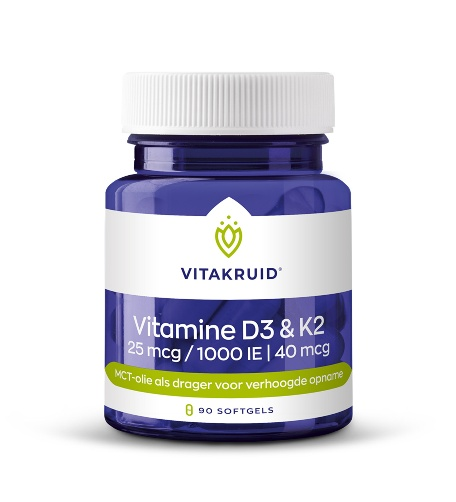 VITAKRUID®
Vitamine D3 & K2
25 mcg / 1000 IE | 40 mcg
MCT-olie als drager voor verhoogde opname
90 SOFTGELS